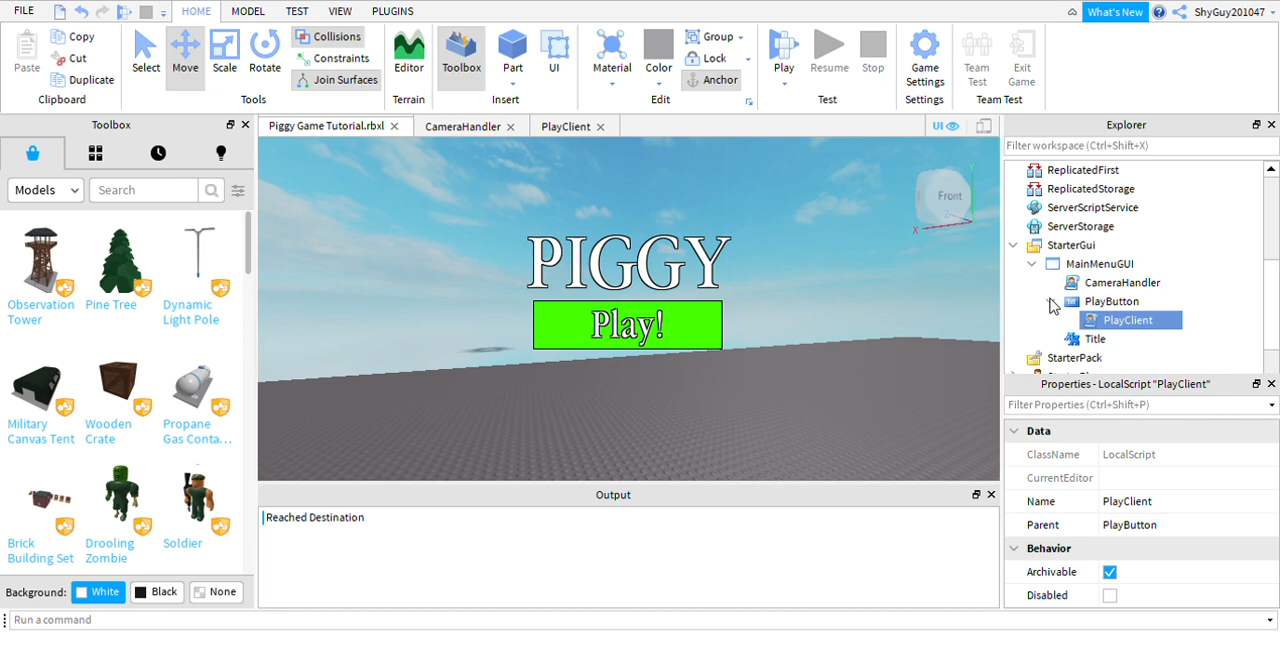 FILE HOME MODEL TEST VIEW PLUGINS What's New ShyGuy201047
Paste Copy Cut Duplicate
Clipboard
Select Move Scale Rotate Collisions Constraints Join Surfaces
Tools
Editor
Terrain
Toolbox Part UI
Insert
Material Color Group Lock Anchor
Edit
Play Resume Stop
Test
Game Settings
Settings
Team Test Exit Game
Team Test
Toolbox
Models Search
Observation Tower
Pine Tree
Dynamic Light Pole
Military Canvas Tent
Wooden Crate
Propane Gas Conta...
Brick Building Set
Drooling Zombie
Soldier
Background: White Black None
Piggy Game Tutorial.rbxl CameraHandler PlayClient UI
Front
X
Y
Z
PIGGY
Play!
Output
Reached Destination
Explorer
Filter workspace (Ctrl+Shift+X)
ReplicatedFirst
ReplicatedStorage
ServerScriptService
ServerStorage
StarterGui
MainMenuGUI
CameraHandler
PlayButton
PlayClient
Title
StarterPack
Properties - LocalScript "PlayClient"
Filter Properties (Ctrl+Shift+P)
Data
ClassName LocalScript
CurrentEditor
Name PlayClient
Parent PlayButton
Behavior
Archivable
Disabled
Run a command